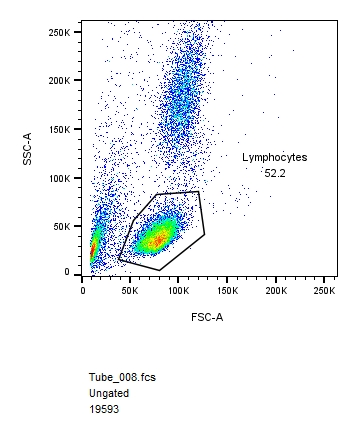 250K
200K
150K
100K
50K
0
SSC-A
Lymphocytes
52.2
0 50K 100K 150K 200K 250K
FSC-A
Tube_008.fcs
Ungated
19593